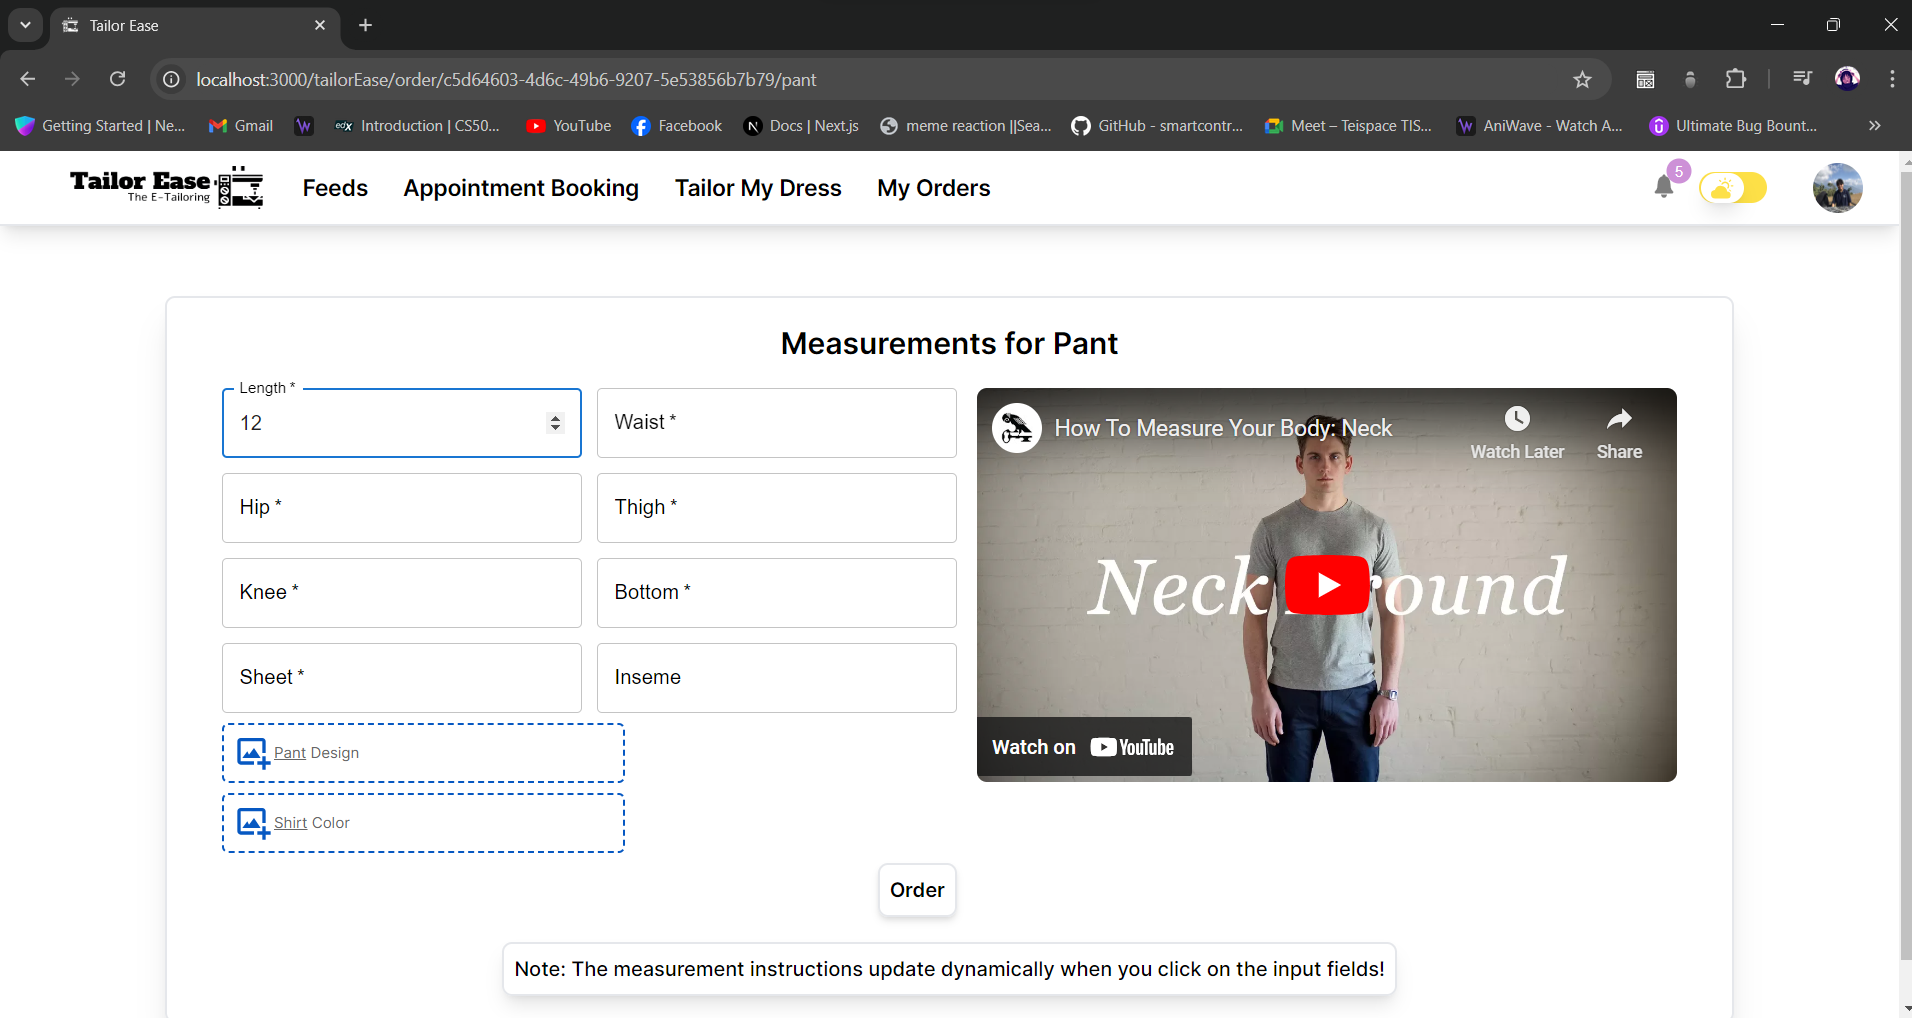 Tailor Ease
localhost:3000/tailorEase/order/c5d64603-4d6c-49b6-9207-5e53856b7b79/pant
Getting Started | Ne... Gmail edx Introduction | CS50... YouTube Facebook Docs | Next.js meme reaction ||Sea... GitHub - smartcontr... Meet – Teispace TIS... AniWave - Watch A... Ultimate Bug Bount...
Tailor Ease
The E-Tailoring
Feeds Appointment Booking Tailor My Dress My Orders 5
Measurements for Pant
Length *
12
Waist *
Hip *
Thigh *
Knee *
Bottom *
Sheet *
Inseme
Pant Design
Shirt Color
How To Measure Your Body: Neck
Watch Later
Share
Neck round
Watch on YouTube
Order
Note: The measurement instructions update dynamically when you click on the input fields!